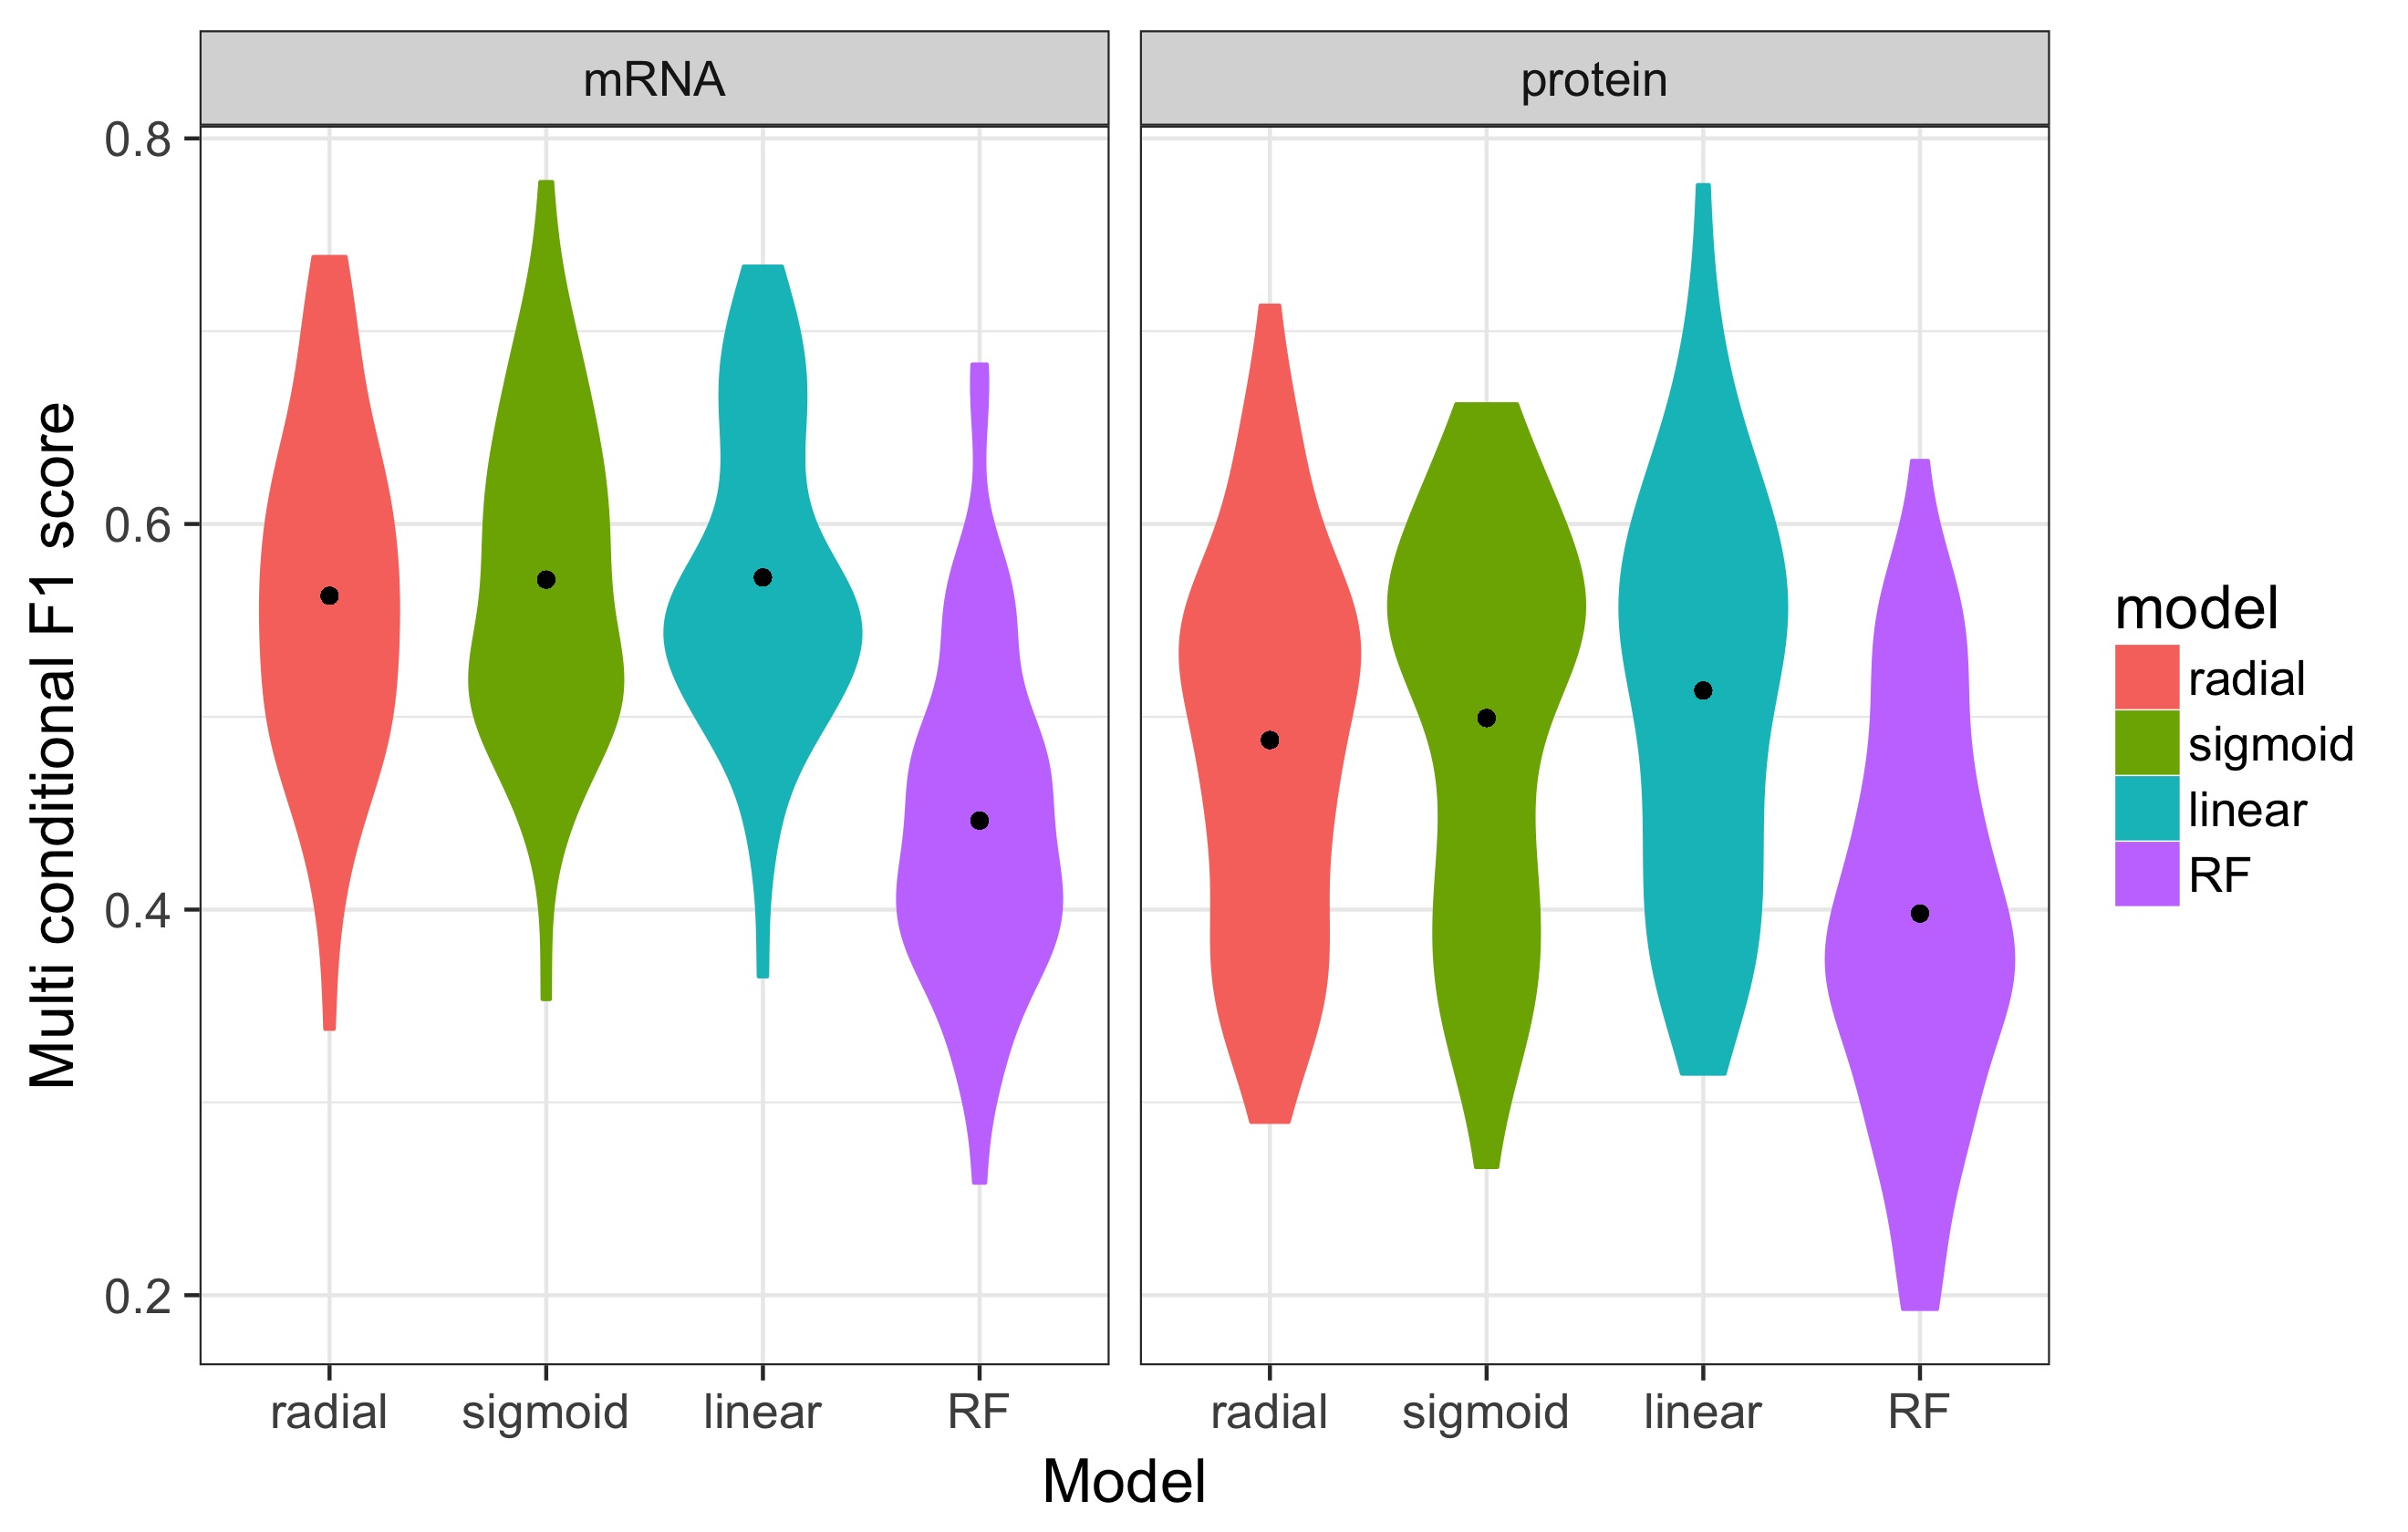 mRNA
protein
0.8
0.6
0.4
0.2
Multi conditional F1 score
radial sigmoid linear RF
radial sigmoid linear RF
Model
model
radial
sigmoid
linear
RF